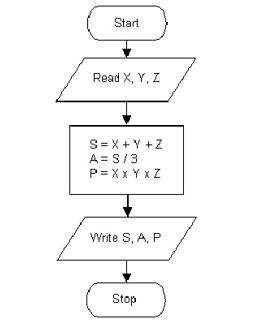 Start
Read X, Y, Z
S = X + Y + Z
A = S / 3
P = X x Y x Z
Write S, A, P
Stop